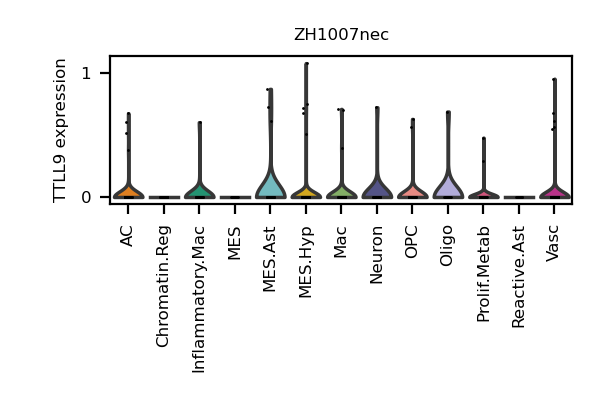 ZH1007nec
TTLL9 expression
1
0
AC
Chromatin.Reg
Inflammatory.Mac
MES
MES.Ast
MES.Hyp
Mac
Neuron
OPC
Oligo
Prolif.Metab
Reactive.Ast
Vasc